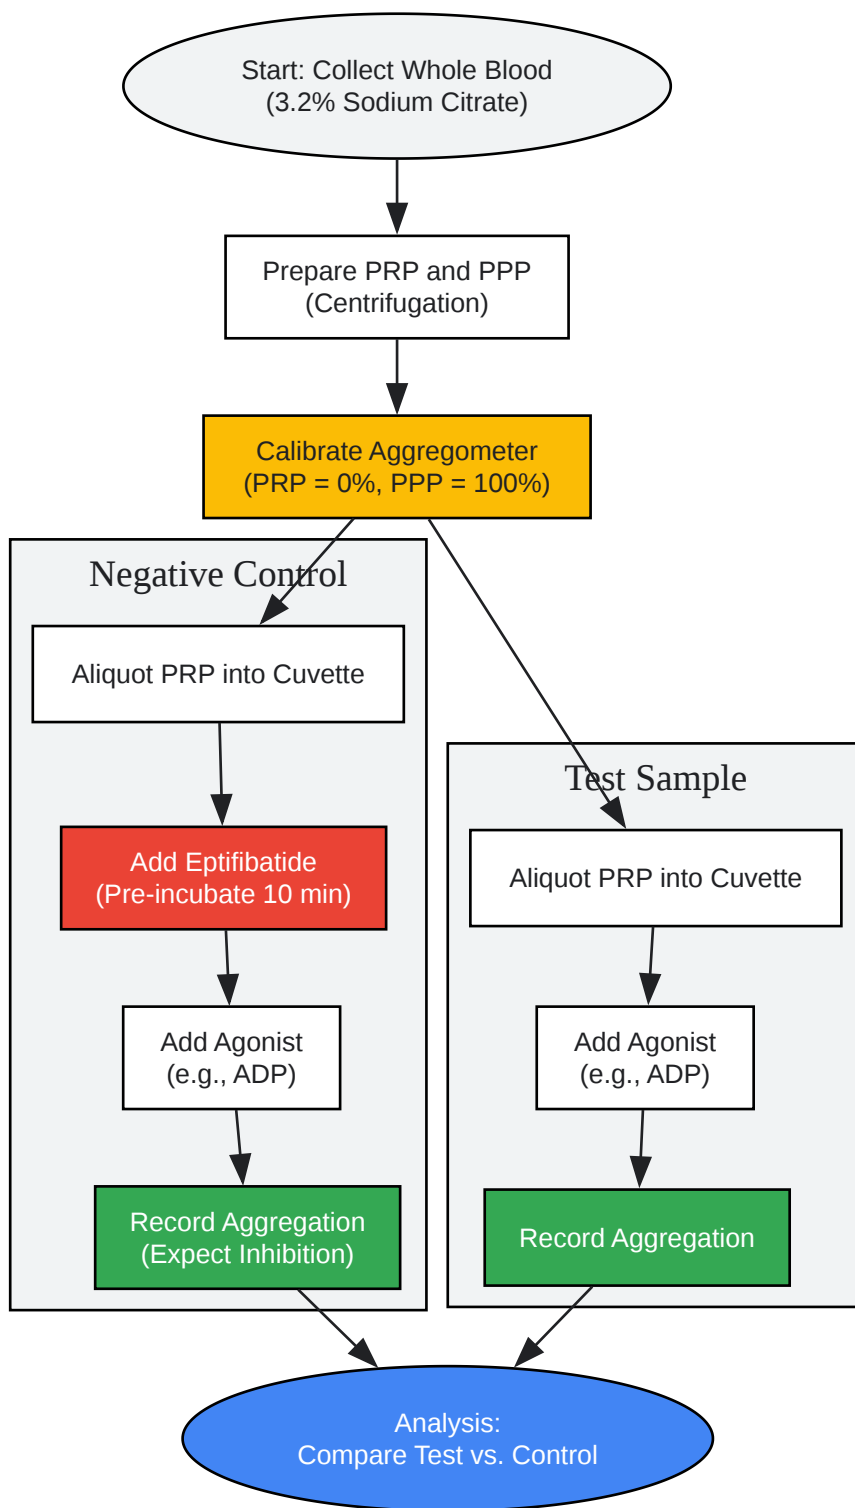 Start: Collect Whole Blood
(3.2% Sodium Citrate)
Prepare PRP and PPP
(Centrifugation)
Calibrate Aggregometer
(PRP = 0%, PPP = 100%)
Negative Control
Aliquot PRP into Cuvette
Add Eptifibatide
(Pre-incubate 10 min)
Add Agonist
(e.g., ADP)
Record Aggregation
(Expect Inhibition)
Test Sample
Aliquot PRP into Cuvette
Add Agonist
(e.g., ADP)
Record Aggregation
Analysis:
Compare Test vs. Control